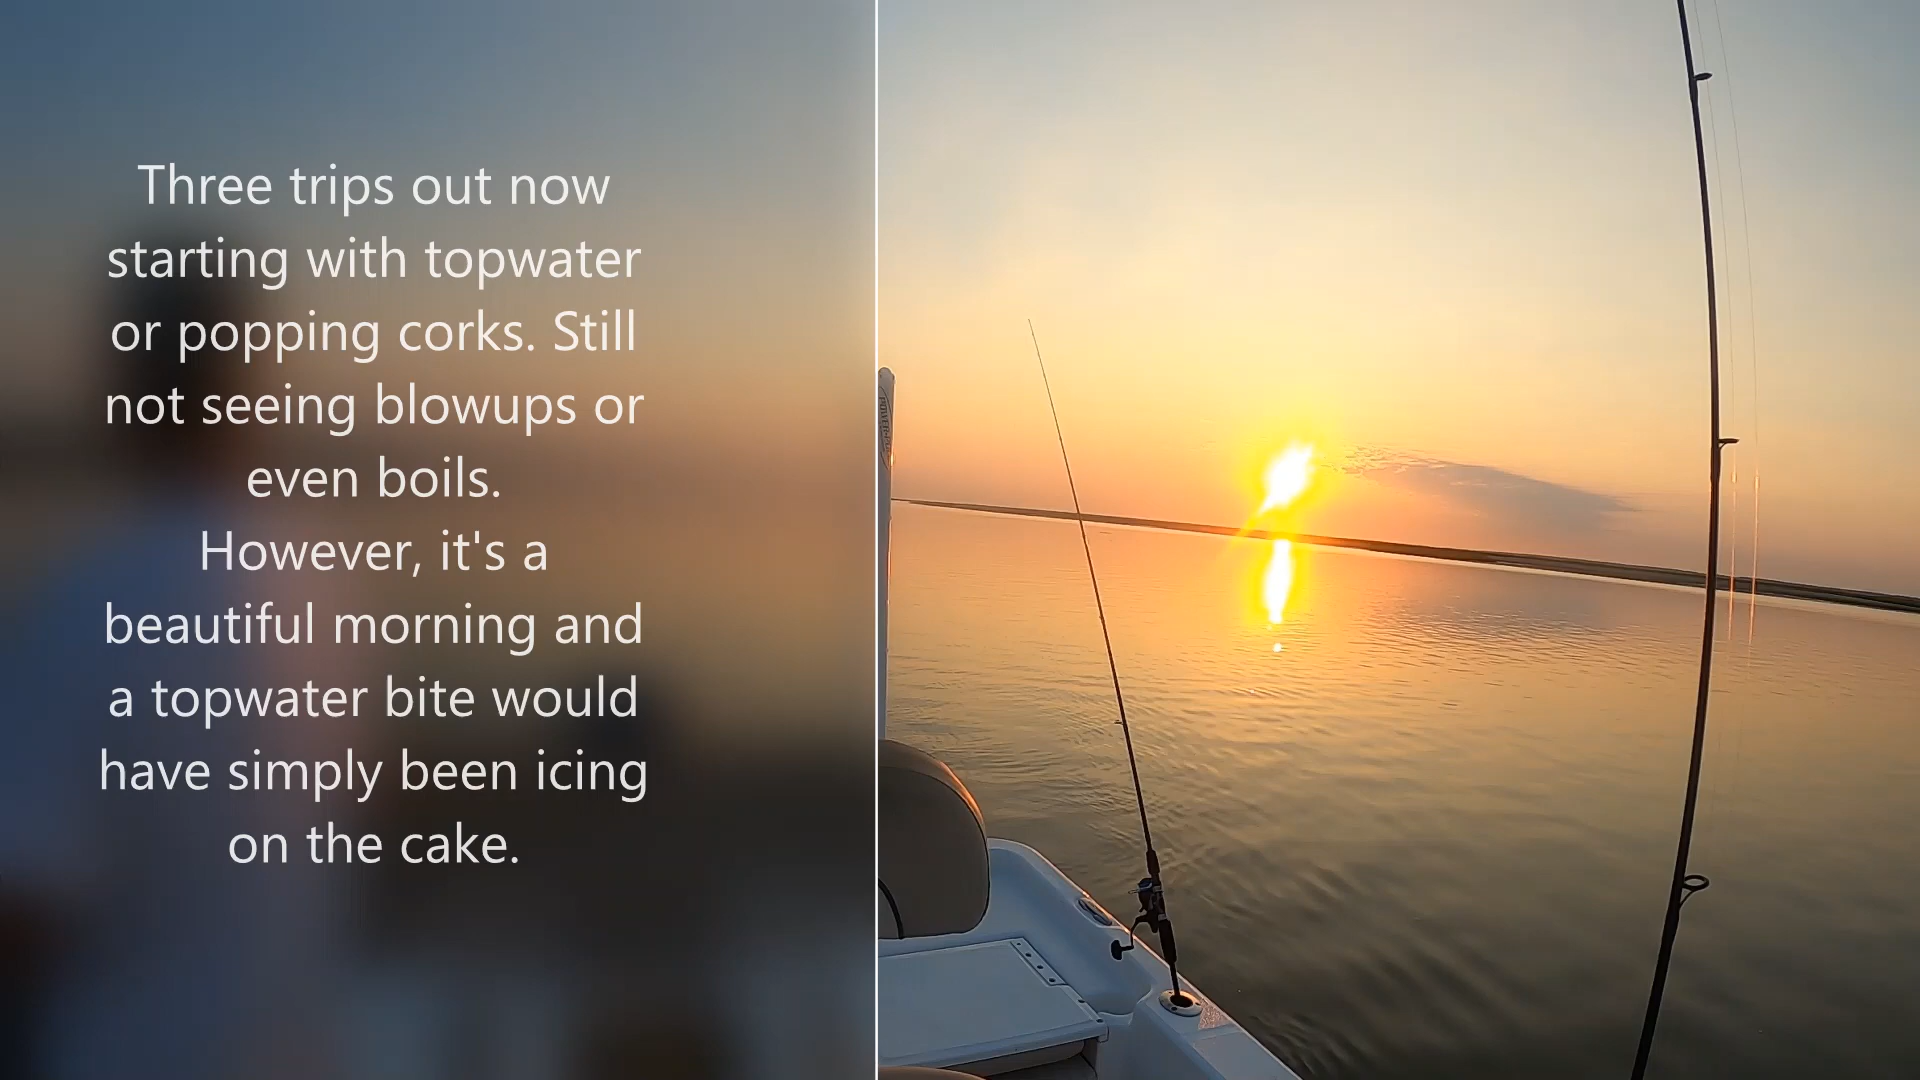 Three trips out now
starting with topwater
or popping corks. Still
not seeing blowups or
even boils.
However, it's a
beautiful morning and
a topwater bite would
have simply been icing
on the cake.